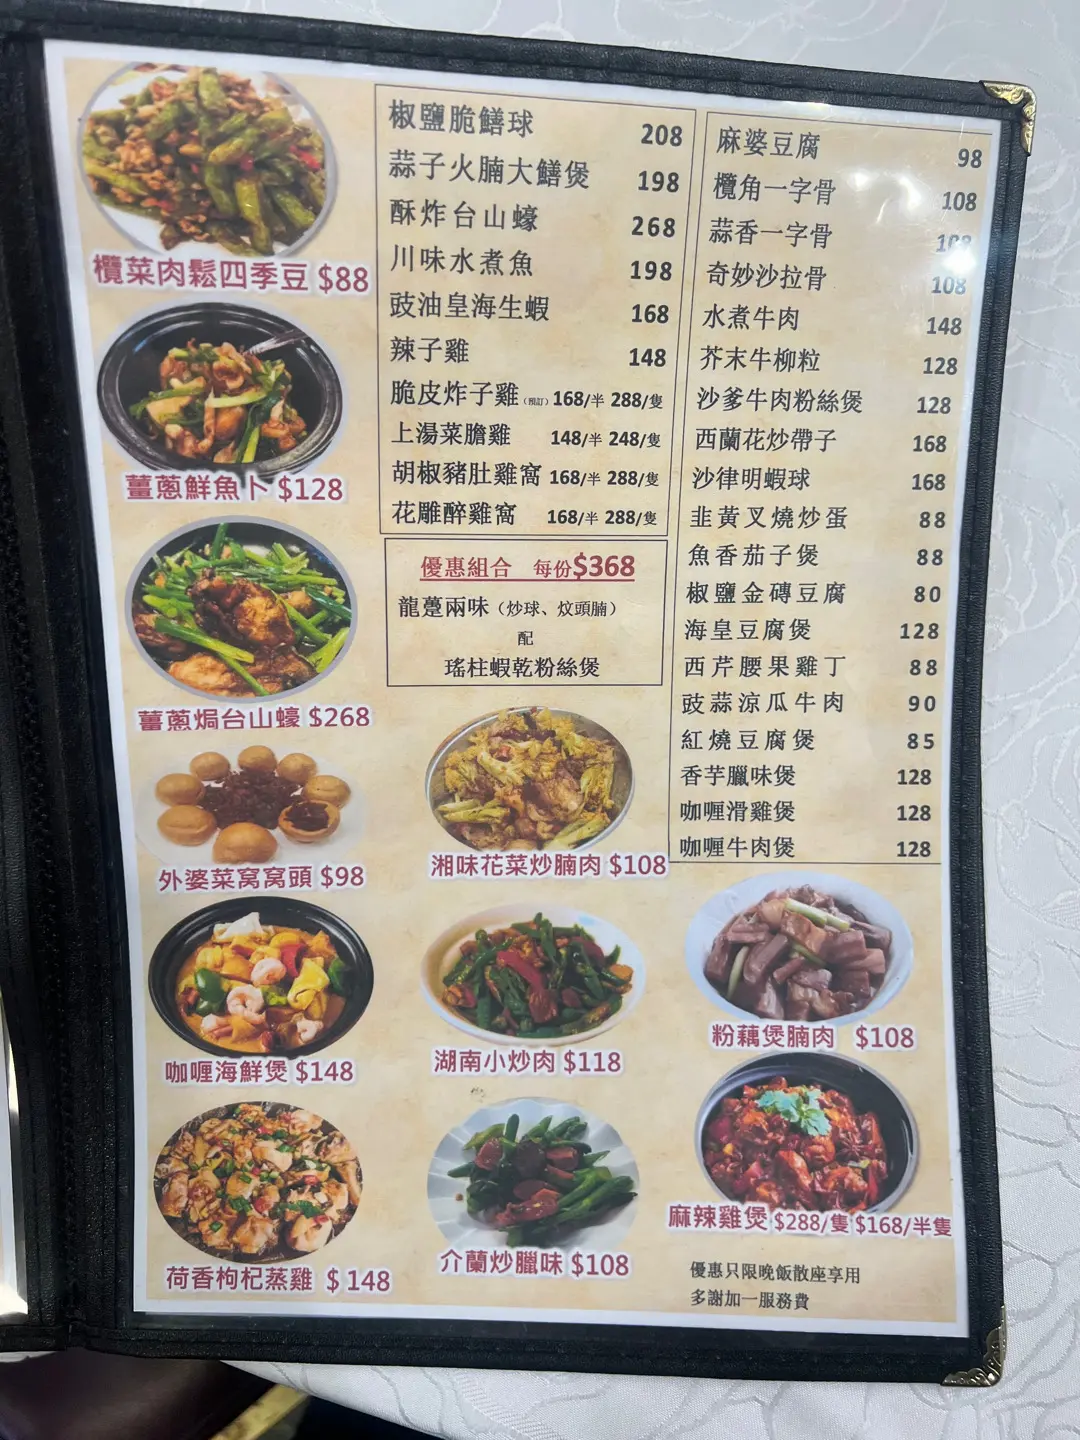 欖菜肉鬆四季豆 $88
薑蔥鮮魚卜 $128
薑蔥焗台山蠔 $268
外婆菜窩窩頭 $98
咖喱海鮮煲 $148
荷香枸杞蒸雞 $148
椒鹽脆鱔球 208
蒜子火腩大鱔煲 198
酥炸台山蠔 268
川味水煮魚 198
豉油皇海生蝦 168
辣子雞 148
脆皮炸子雞(預訂) 168/半 288/隻
上湯菜膽雞 148/半 248/隻
胡椒豬肚雞窩 168/半 288/隻
花雕醉雞窩 168/半 288/隻
優惠組合 每份$368
龍躉兩味（炒球、炆頭腩）
配
瑤柱蝦乾粉絲煲
湘味花菜炒腩肉 $108
湖南小炒肉 $118
介蘭炒臘味 $108
麻婆豆腐 98
欖角一字骨 108
蒜香一字骨
奇妙沙拉骨 108
水煮牛肉 148
芥末牛柳粒 128
沙爹牛肉粉絲煲 128
西蘭花炒帶子 168
沙律明蝦球 168
韭黃叉燒炒蛋 88
魚香茄子煲 88
椒鹽金磚豆腐 80
海皇豆腐煲 128
西芹腰果雞丁 88
豉蒜涼瓜牛肉 90
紅燒豆腐煲 85
香芋臘味煲 128
咖喱滑雞煲 128
咖喱牛肉煲 128
粉藕煲腩肉 $108
麻辣雞煲 $288/隻 $168/半隻
優惠只限晚飯散座享用
多謝加一服務費